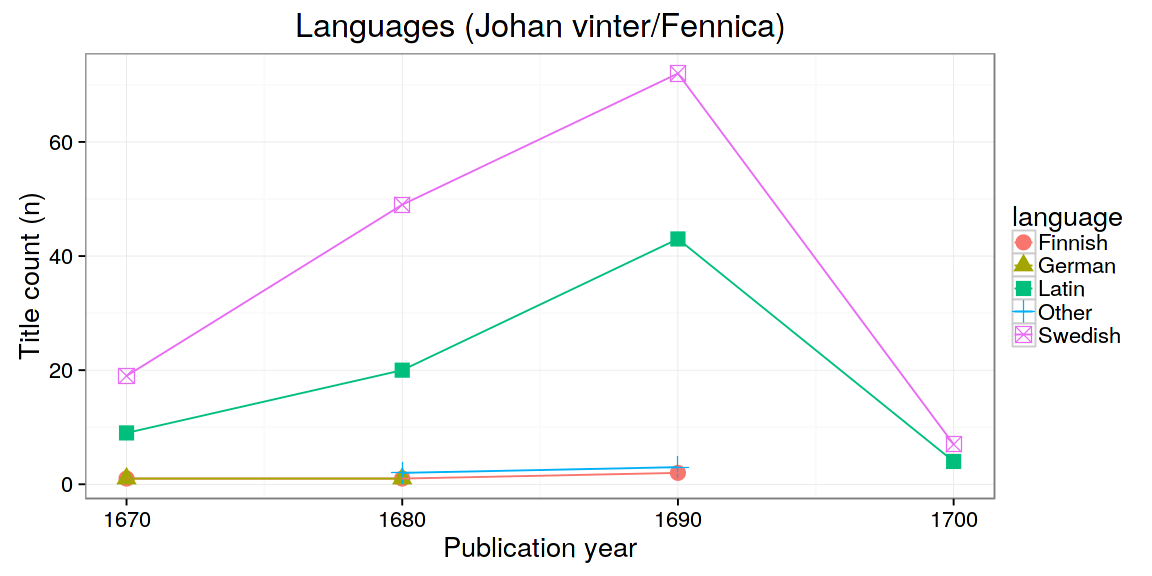 Languages (Johan vinter/Fennica)
Title count (n)
60
40
20
0
1670 1680 1690 1700
Publication year
language
Finnish
German
Latin
Other
Swedish